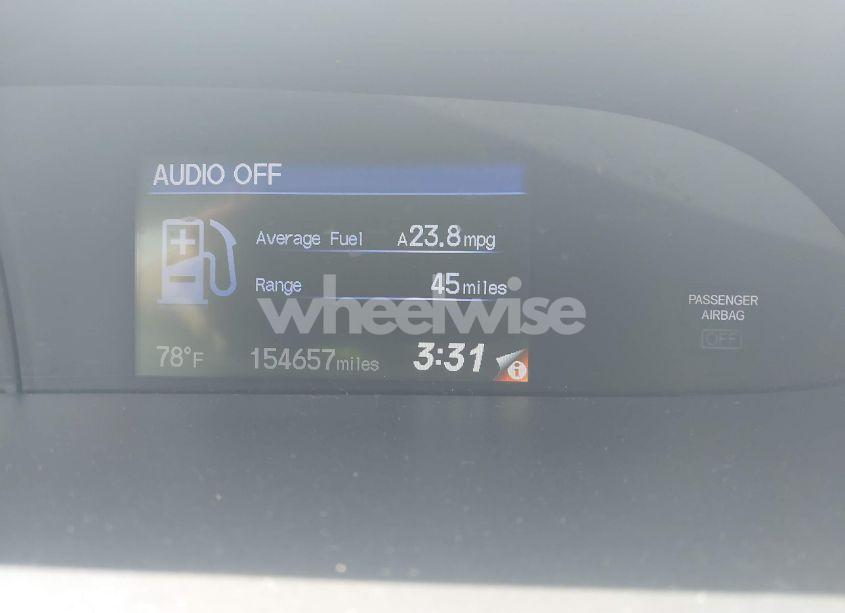 AUDIO OFF
Average Fuel A23.8mpg
Range 45miles
wheelwise
PASSENGER
AIRBAG
OFF
78°F 154657miles 3:31 i